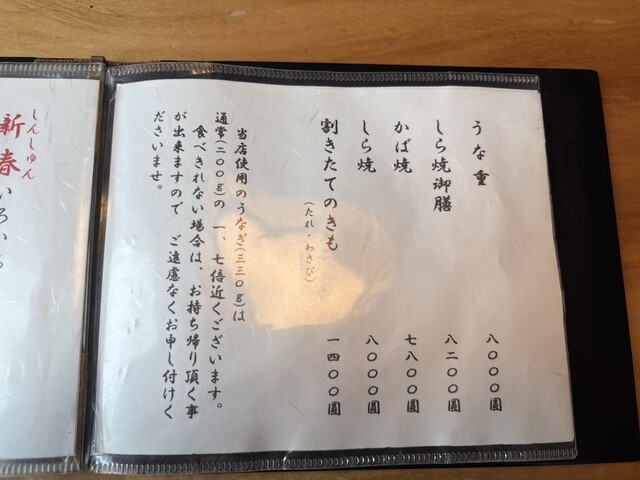 うな重 八〇〇〇圓
しら焼御膳 八二〇〇圓
かば焼 七八〇〇圓
しら焼 八〇〇〇圓
割きたてのきも 一四〇〇圓
(たれ・わさび)
当店使用のうなぎ(三三〇g)は
通常(二〇〇g)の 一、七倍近くございます。
食べきれない場合は、お持ち帰り頂く事
が出来ますので ご遠慮なくお申し付けく
ださいませ。
しんしゅん
新春いろいろ